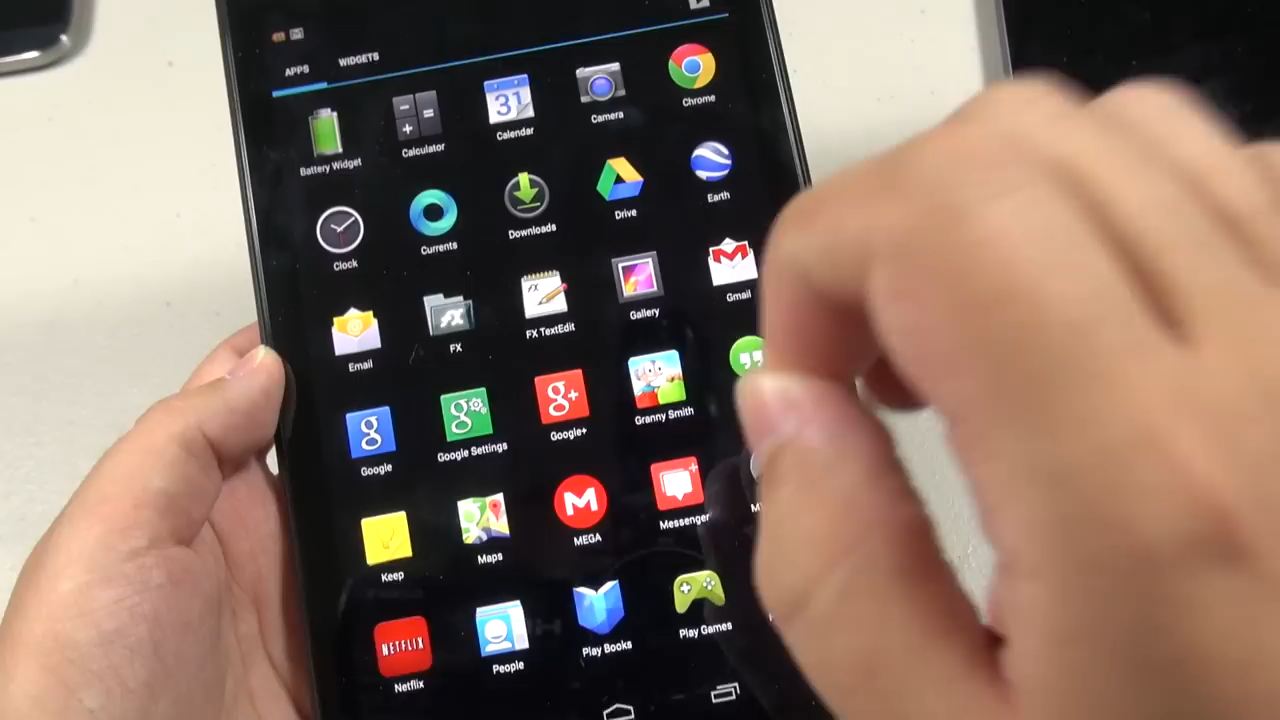 APPS WIDGETS
31
Battery Widget Calculator Calendar Camera Chrome
Clock Currents Downloads Drive Earth
FX
Email FX FX TextEdit Gallery Gmail
g g g+
Google Google Settings Google+ Granny Smith
M
Keep Maps MEGA Messenger
NETFLIX
Netflix People Play Books Play Games